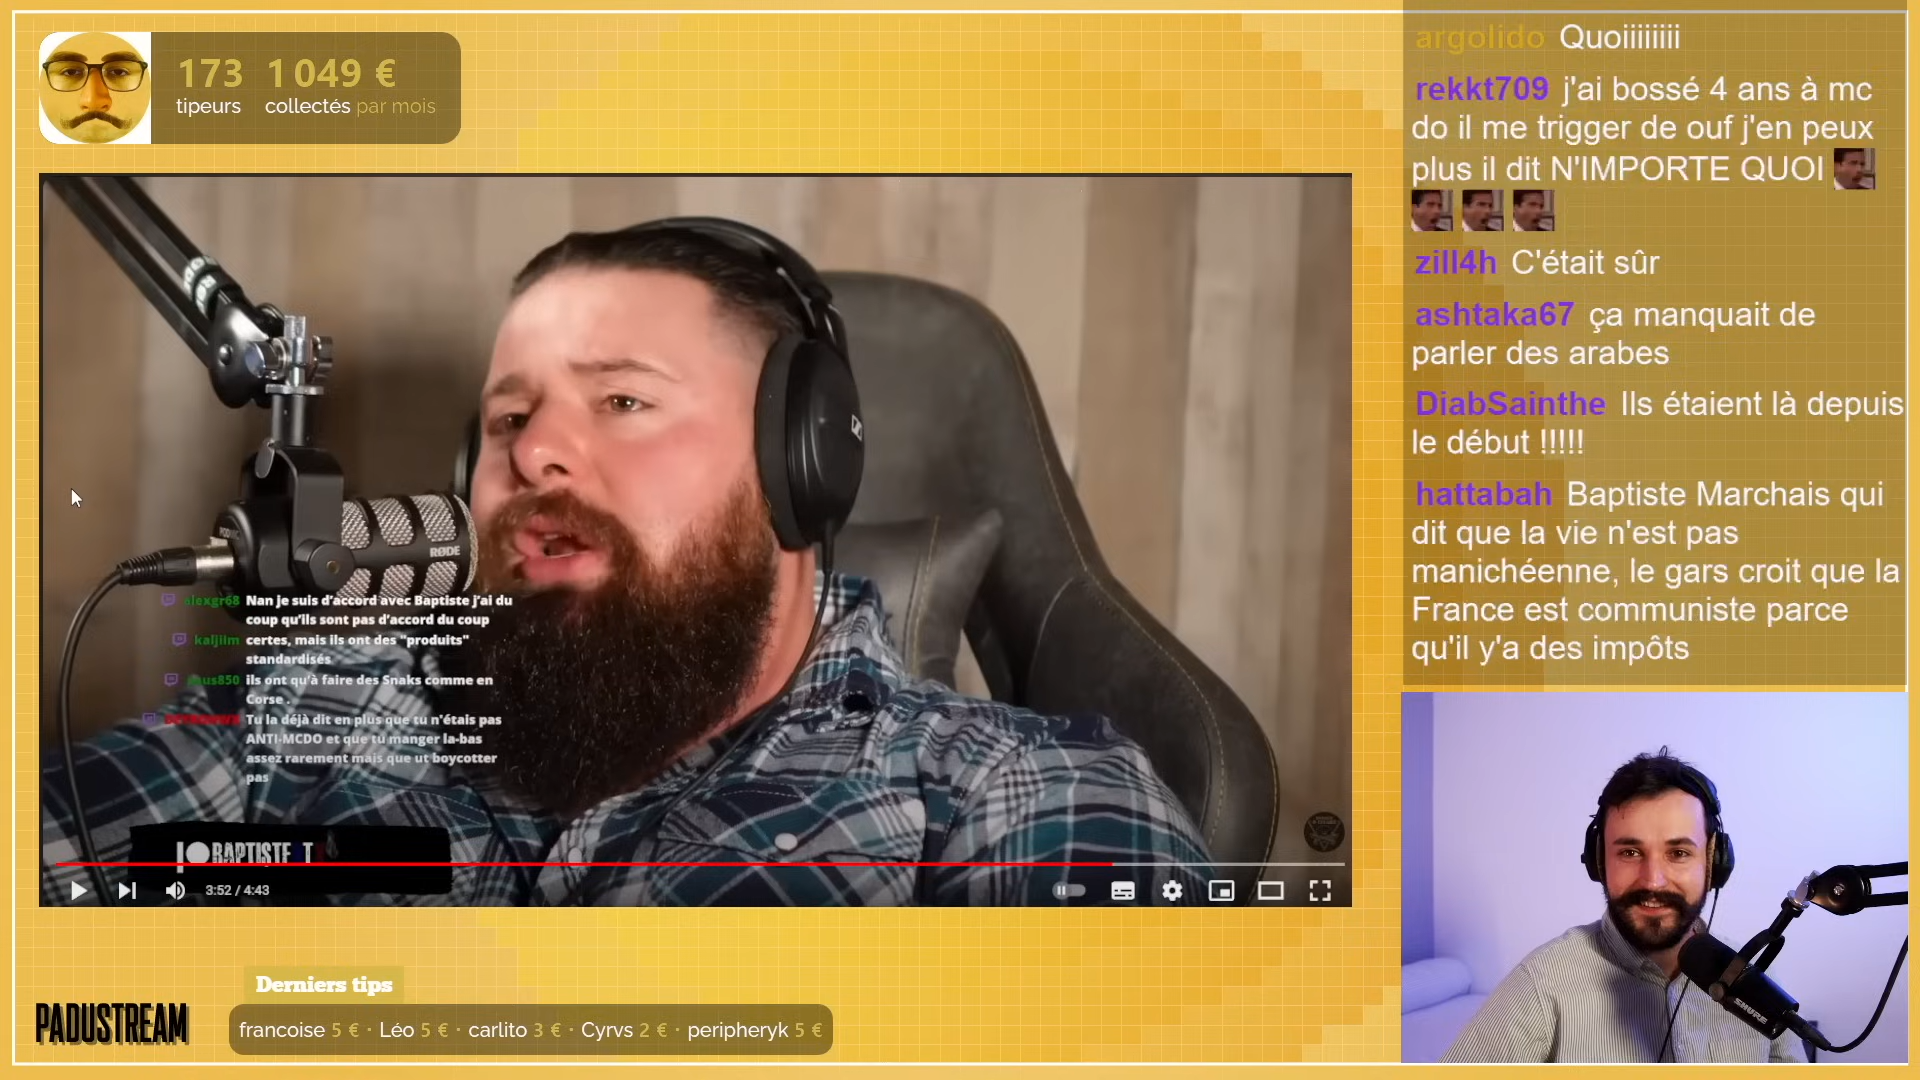 173 1 049 €
tipeurs collectés par mois
argolido Quoiiiiiiii
rekkt709 j'ai bossé 4 ans à mc
do il me trigger de ouf j'en peux
plus il dit N'IMPORTE QUOI
zill4h C'était sûr
ashtaka67 ça manquait de
parler des arabes
DiabSainthe Ils étaient là depuis
le début !!!!!
hattabah Baptiste Marchais qui
dit que la vie n'est pas
manichéenne, le gars croit que la
France est communiste parce
qu'il y'a des impôts
RØDE
alexgr68 Nan je suis d'accord avec Baptiste j'ai du
coup qu'ils sont pas d'accord du coup
kaljiim certes, mais ils ont des "produits"
standardisés
ils ont qu'à faire des Snaks comme en
Corse .
Tu la déjà dit en plus que tu n'étais pas
ANTI-MCDO et que tu manger la-bas
assez rarement mais que ut boycotter
pas
BAPTISTE
3:52 / 4:43
SHURE
Derniers tips
PADUSTREAM
francoise 5 € · Léo 5 € · carlito 3 € · Cyrvs 2 € · peripheryk 5 €